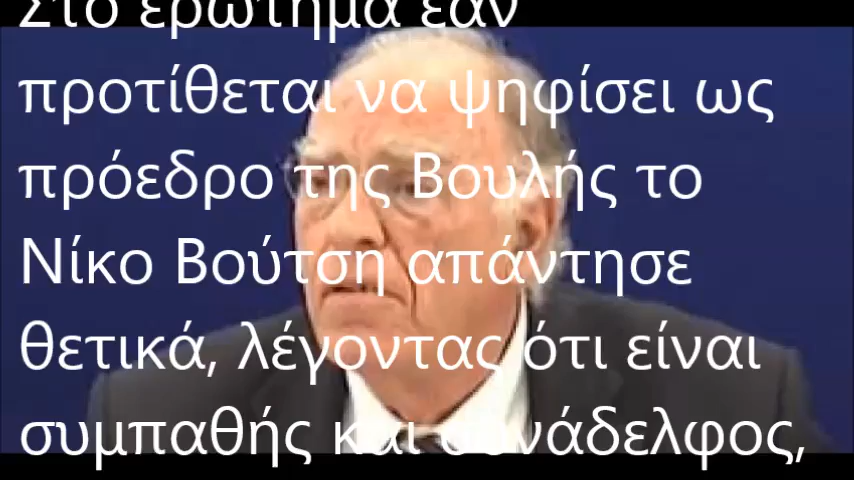 Στο ερώτημα εάν
προτίθεται να ψηφίσει ως
πρόεδρο της Βουλής το
Νίκο Βούτση απάντησε
θετικά, λέγοντας ότι είναι
συμπαθής και συνάδελφος,